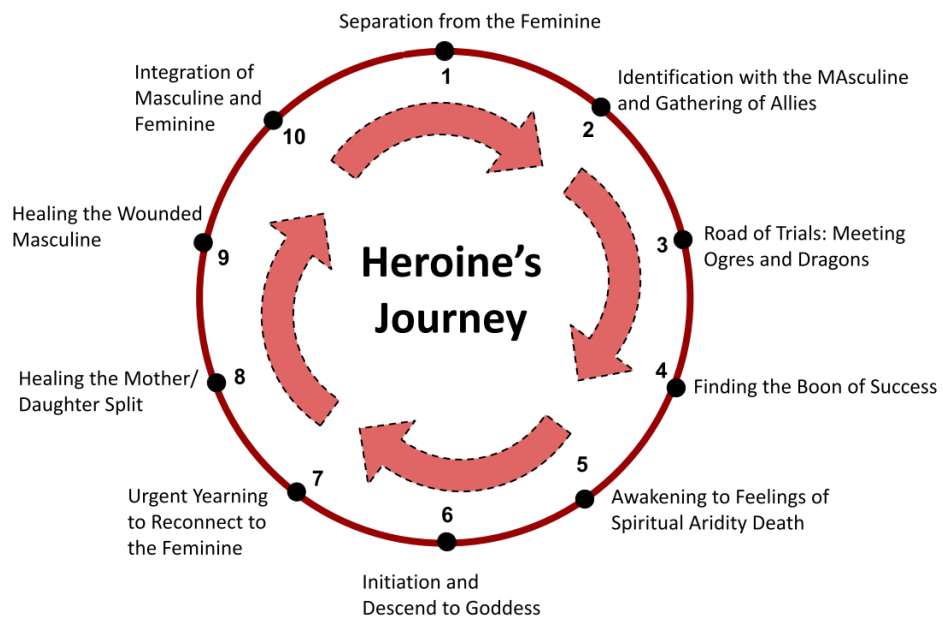 Separation from the Feminine
1
Identification with the MAsculine
and Gathering of Allies
2
Road of Trials: Meeting
Ogres and Dragons
3
Finding the Boon of Success
4
Awakening to Feelings of
Spiritual Aridity Death
5
Initiation and
Descend to Goddess
6
Urgent Yearning
to Reconnect to
the Feminine
7
Healing the Mother/
Daughter Split
8
Healing the Wounded
Masculine
9
Integration of
Masculine and
Feminine
10
Heroine’s
Journey